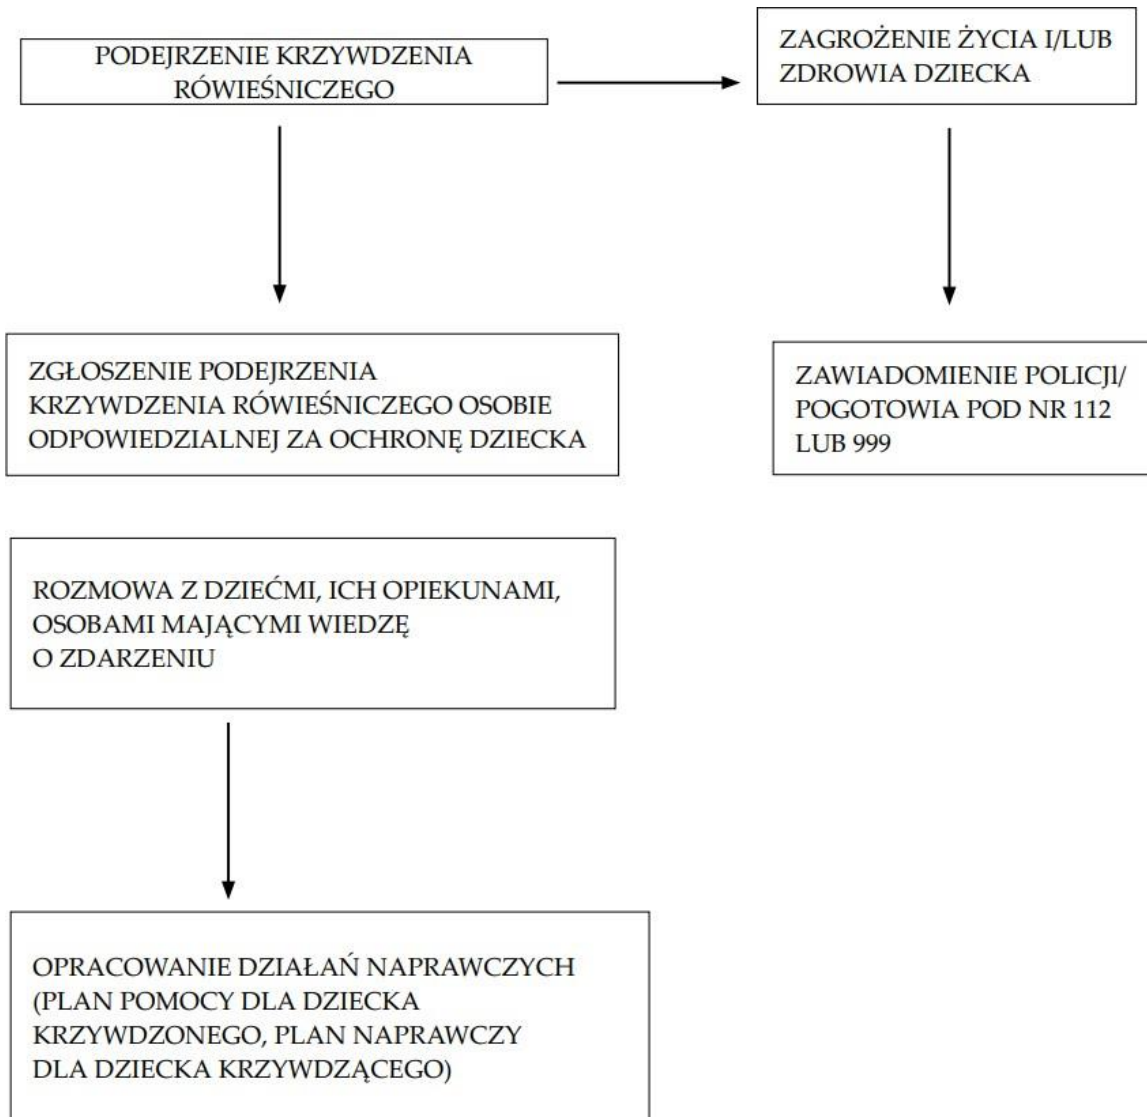 PODEJRZENIE KRZYWDZENIA
RÓWIEŚNICZEGO
ZAGROŻENIE ŻYCIA I/LUB
ZDROWIA DZIECKA
ZGŁOSZENIE PODEJRZENIA
KRZYWDZENIA RÓWIEŚNICZEGO OSOBIE
ODPOWIEDZIALNEJ ZA OCHRONĘ DZIECKA
ZAWIADOMIENIE POLICJI/
POGOTOWIA POD NR 112
LUB 999
ROZMOWA Z DZIEĆMI, ICH OPIEKUNAMI,
OSOBAMI MAJĄCYMI WIEDZĘ
O ZDARZENIU
OPRACOWANIE DZIAŁAŃ NAPRAWCZYCH
(PLAN POMOCY DLA DZIECKA
KRZYWDZONEGO, PLAN NAPRAWCZY
DLA DZIECKA KRZYWDZĄCEGO)